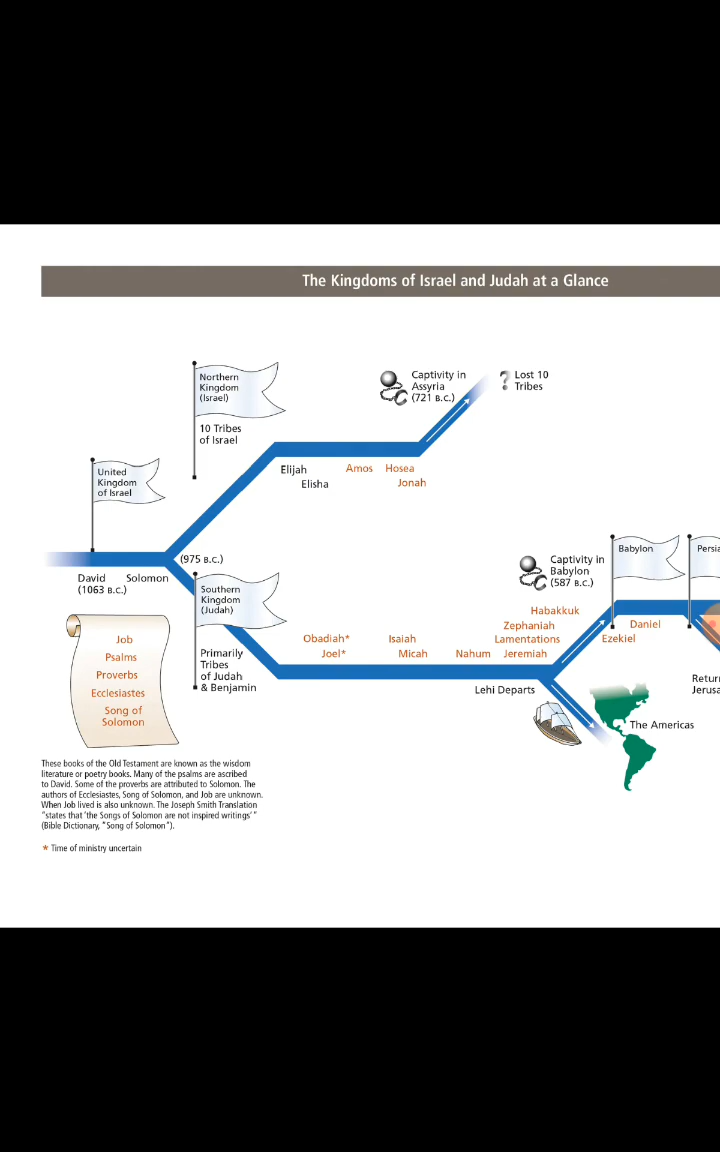 The Kingdoms of Israel and Judah at a Glance
Northern
Kingdom
(Israel)
10 Tribes
of Israel
Captivity in
Assyria
(721 B.C.)
? Lost 10
Tribes
United
Kingdom
of Israel
Elijah
Elisha
Amos
Hosea
Jonah
(975 B.C.)
David
Solomon
(1063 B.C.)
Southern
Kingdom
(Judah)
Primarily
Tribes
of Judah
& Benjamin
Captivity in
Babylon
(587 B.C.)
Babylon
Obadiah*
Joel*
Isaiah
Micah
Nahum
Habakkuk
Zephaniah
Lamentations
Jeremiah
Daniel
Ezekiel
Lehi Departs
The Americas
Job
Psalms
Proverbs
Ecclesiastes
Song of
Solomon
These books of the Old Testament are known as the wisdom
literature or poetry books. Many of the psalms are ascribed
to David. Some of the proverbs are attributed to Solomon. The
authors of Ecclesiastes, Song of Solomon, and Job are unknown.
When Job lived is also unknown. The Joseph Smith Translation
“states that ‘the Songs of Solomon are not inspired writings’”
(Bible Dictionary, “Song of Solomon”).
* Time of ministry uncertain